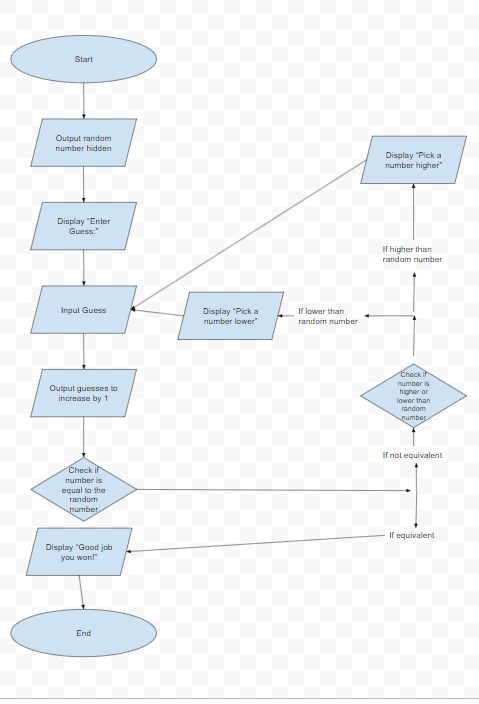 Start
Output random
number hidden
Display "Enter
Guess:"
Input Guess
Output guesses to
increase by 1
Check if
number is
equal to the
random
number
Display "Good job
you won!"
End
If equivalent
If not equivalent
Check if
number is
higher or
lower than
random
number
If lower than
random number
Display "Pick a
number lower"
If higher than
random number
Display "Pick a
number higher"